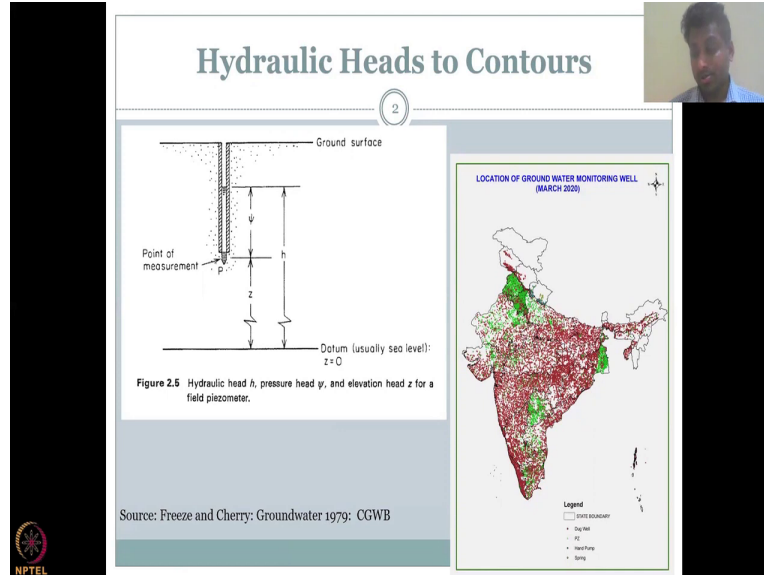 Hydraulic Heads to Contours
2
Ground surface
ψ
h
Point of
measurement
P
z
Datum (usually sea level):
z = 0
Figure 2.5 Hydraulic head h, pressure head ψ, and elevation head z for a
field piezometer.
LOCATION OF GROUND WATER MONITORING WELL
(MARCH 2020)
Legend
STATE BOUNDARY
Dug Well
PZ
Hand Pump
Spring
Source: Freeze and Cherry: Groundwater 1979: CGWB
NPTEL